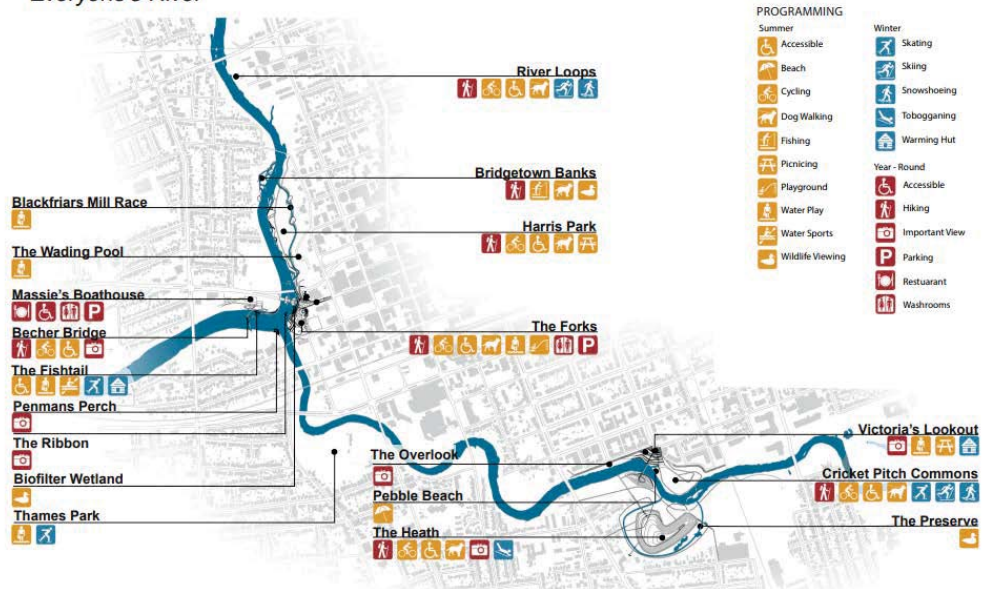 Everyone's River
PROGRAMMING
Summer
Accessible
Beach
Cycling
Dog Walking
Fishing
Picnicing
Playground
Water Play
Water Sports
Wildlife Viewing
Winter
Skating
Skiing
Snowshoeing
Tobogganing
Warming Hut
Year - Round
Accessible
Hiking
Important View
P
Parking
Restuarant
Washrooms
River Loops
Bridgetown Banks
Harris Park
The Forks
P
Blackfriars Mill Race
The Wading Pool
Massie's Boathouse
P
Becher Bridge
The Fishtail
Penmans Perch
The Ribbon
Biofilter Wetland
Thames Park
The Overlook
Pebble Beach
The Heath
Victoria's Lookout
Cricket Pitch Commons
The Preserve